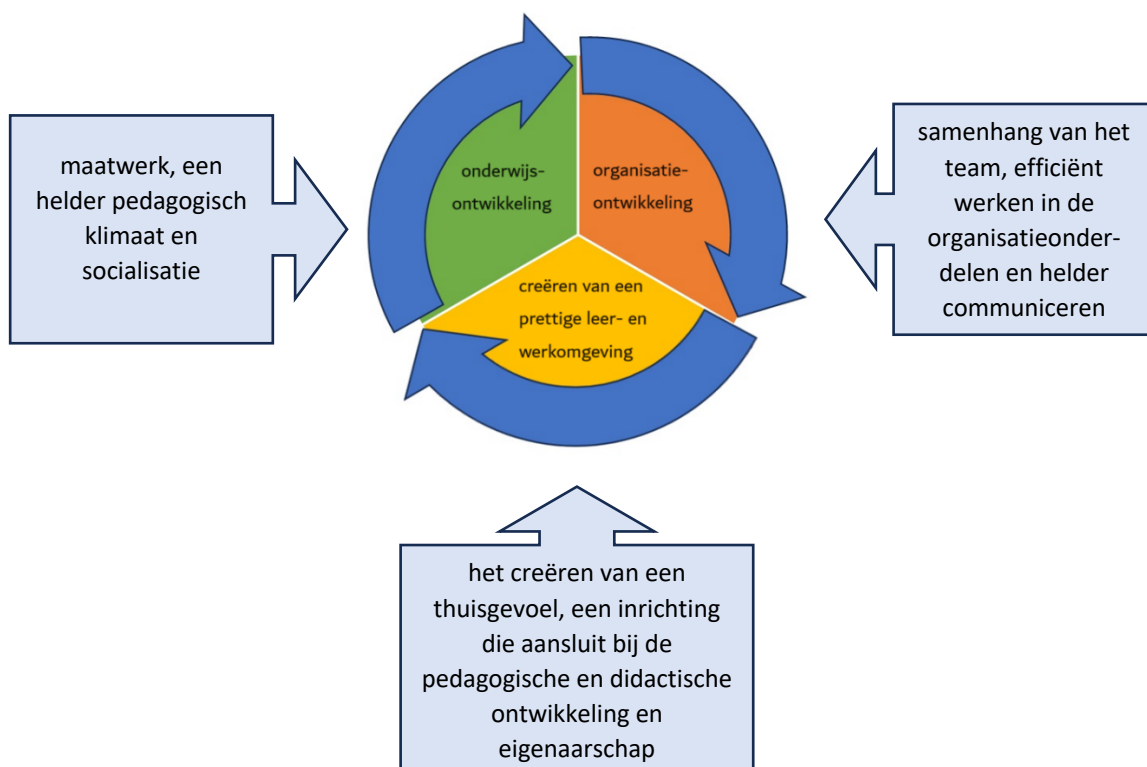 maatwerk, een
helder pedagogisch
klimaat en
socialisatie
onderwijs-
ontwikkeling
organisatie-
ontwikkeling
creëren van een
prettige leer- en
werkomgeving
samenhang van het
team, efficiënt
werken in de
organisatieonder-
delen en helder
communiceren
het creëren van een
thuisgevoel, een inrichting
die aansluit bij de
pedagogische en didactische
ontwikkeling en
eigenaarschap